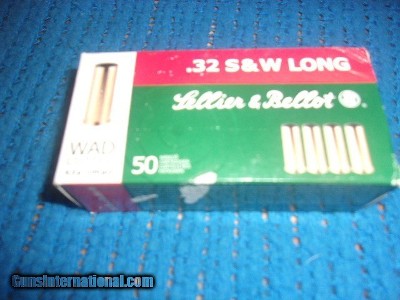 .32 S&W LONG
Sellier & Bellot
WAD
50
GunsInternational.com